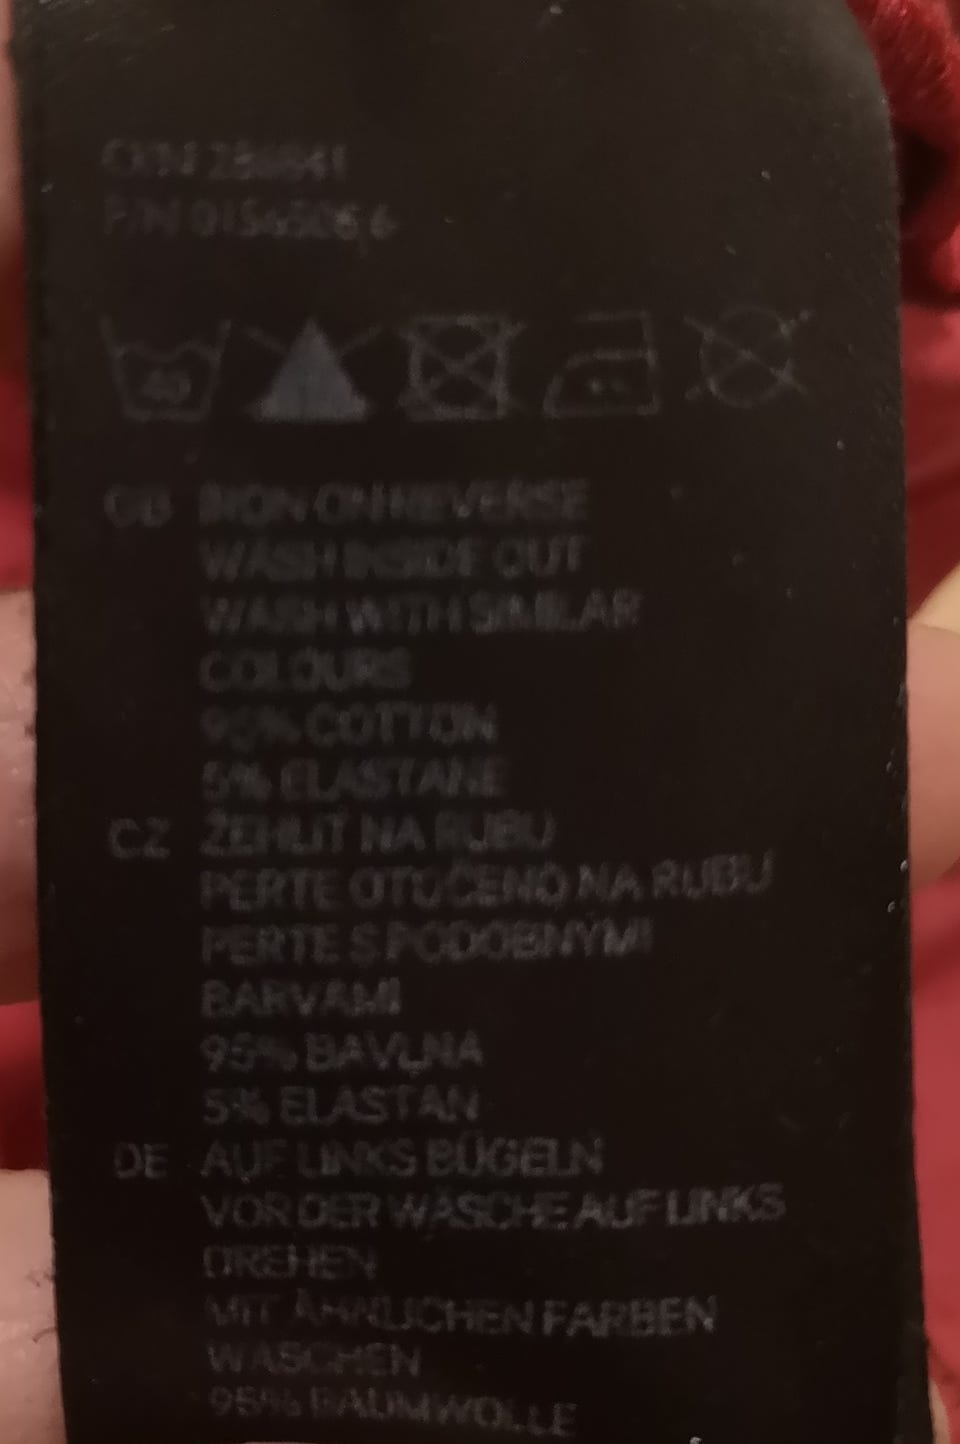 40
GB IRON ON REVERSE
WASH INSIDE OUT
WASH WITH SIMILAR
COLOURS
95% COTTON
5% ELASTANE
CZ ŽEHLIT NA RUBU
PERTE OTOČENO NA RUBU
PERTE S PODOBNÝMI
BARVAMI
95% BAVLNA
5% ELASTAN
DE AUF LINKS BÜGELN
VOR DER WÄSCHE AUF LINKS
DREHEN
MIT ÄHNLICHEN FARBEN
WASCHEN
95% BAUMWOLLE